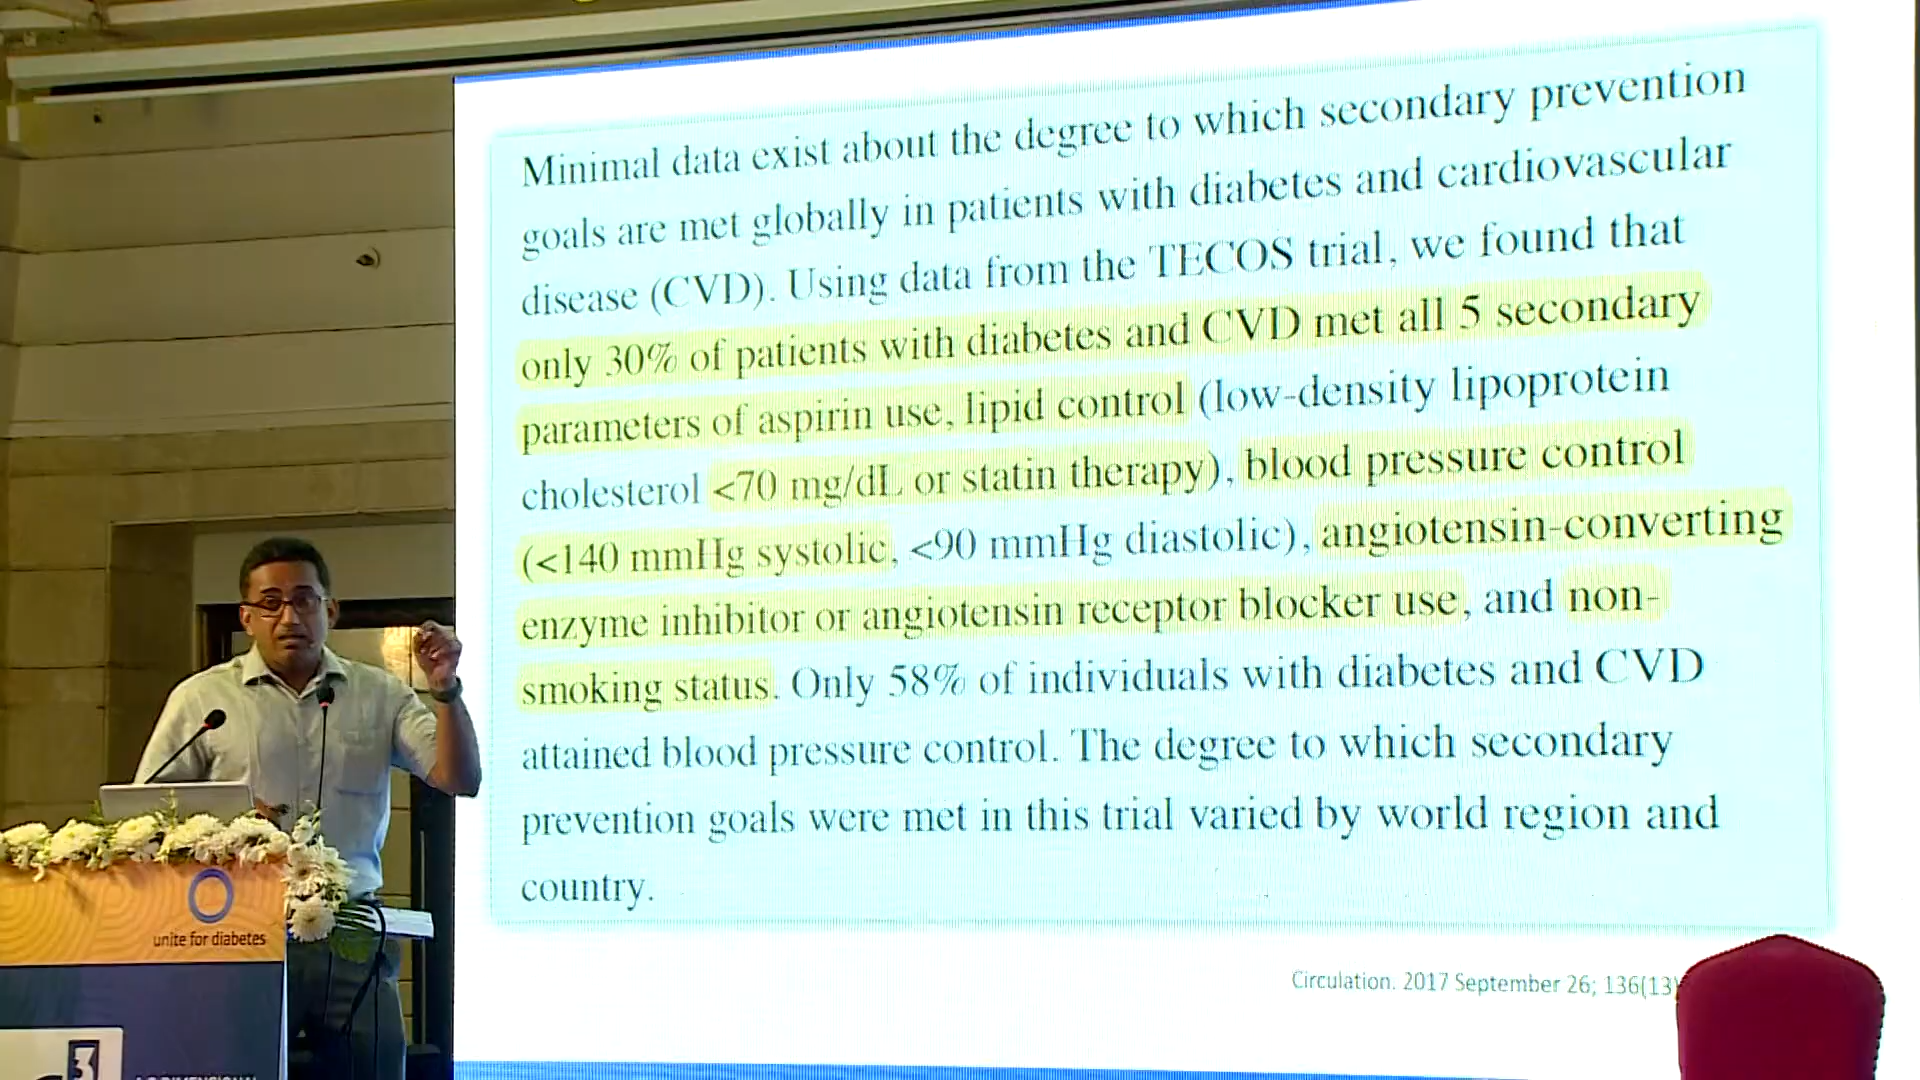 Minimal data exist about the degree to which secondary prevention
goals are met globally in patients with diabetes and cardiovascular
disease (CVD). Using data from the TECOS trial, we found that
only 30% of patients with diabetes and CVD met all 5 secondary
parameters of aspirin use, lipid control (low-density lipoprotein
cholesterol <70 mg/dL or statin therapy), blood pressure control
(<140 mmHg systolic, <90 mmHg diastolic), angiotensin-converting
enzyme inhibitor or angiotensin receptor blocker use, and non-
smoking status. Only 58% of individuals with diabetes and CVD
attained blood pressure control. The degree to which secondary
prevention goals were met in this trial varied by world region and
country.
Circulation. 2017 September 26; 136(13)
unite for diabetes
3